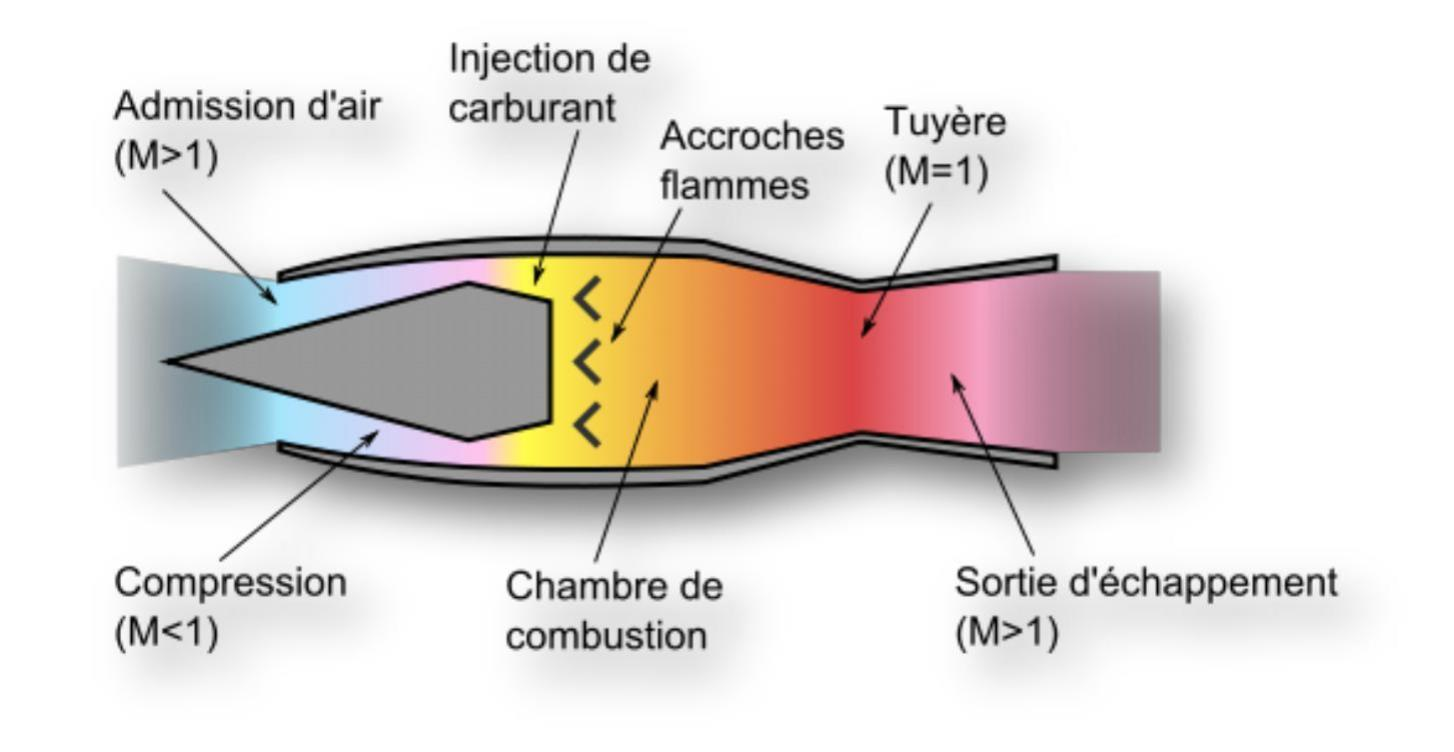 Injection de
carburant
Admission d'air
(M>1)
Accroches
flammes
Tuyère
(M=1)
Compression
(M<1)
Chambre de
combustion
Sortie d'échappement
(M>1)